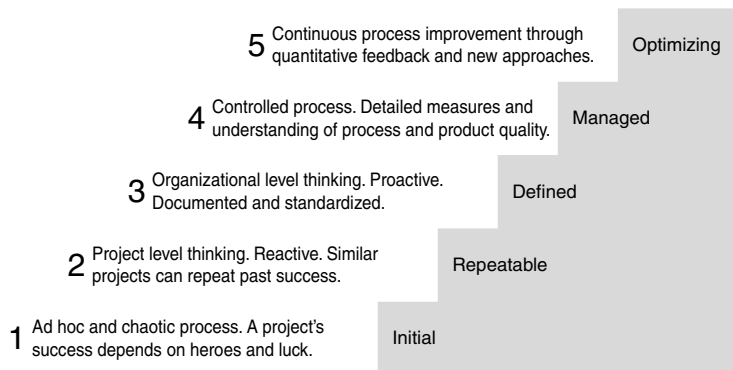 5 Continuous process improvement through
quantitative feedback and new approaches.
Optimizing
4 Controlled process. Detailed measures and
understanding of process and product quality.
Managed
3 Organizational level thinking. Proactive.
Documented and standardized.
Defined
2 Project level thinking. Reactive. Similar
projects can repeat past success.
Repeatable
1 Ad hoc and chaotic process. A project's
success depends on heroes and luck.
Initial